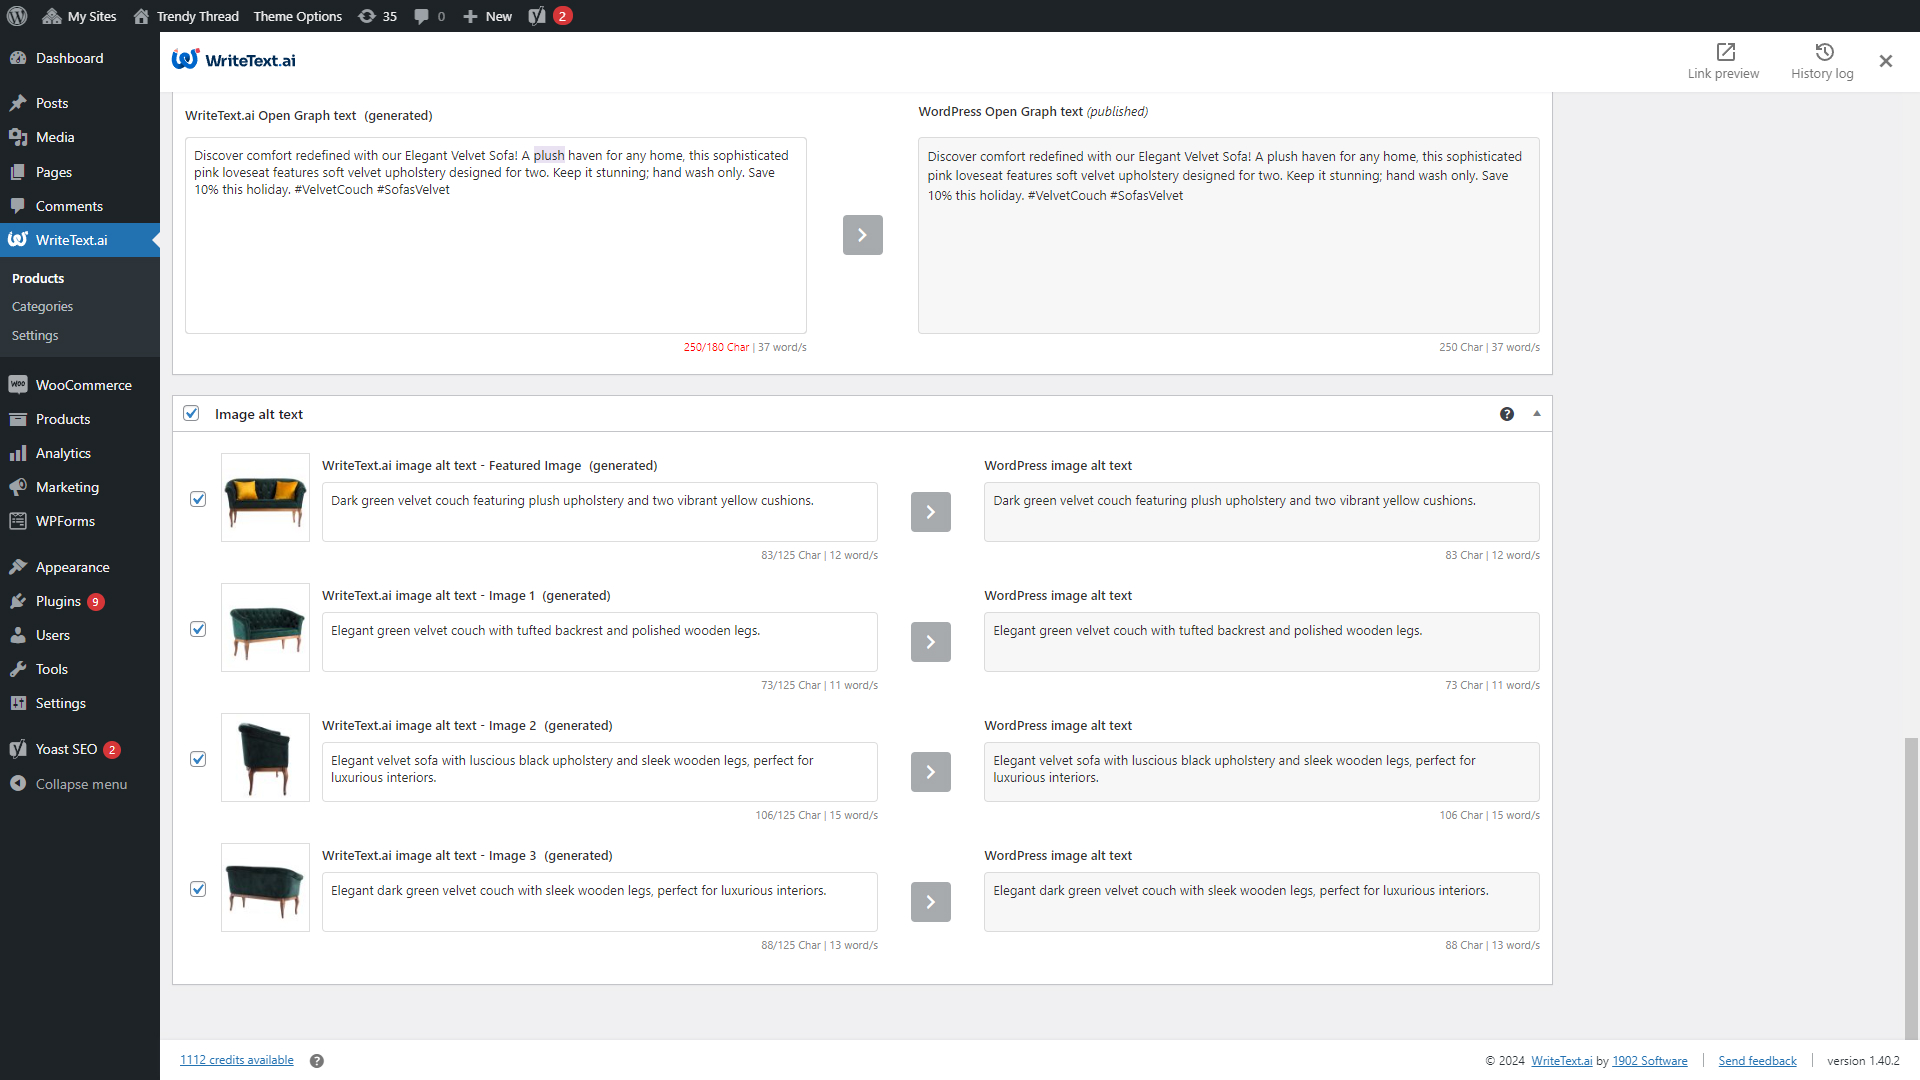 My Sites
Trendy Thread
Theme Options
35
0
New
2
Dashboard
Posts
Media
Pages
Comments
WriteText.ai
Products
Categories
Settings
WooCommerce
Products
Analytics
Marketing
WPForms
Appearance
Plugins 9
Users
Tools
Settings
Yoast SEO 2
Collapse menu
WriteText.ai
Link preview
History log
WriteText.ai Open Graph text (generated)
Discover comfort redefined with our Elegant Velvet Sofa! A plush haven for any home, this sophisticated
pink loveseat features soft velvet upholstery designed for two. Keep it stunning; hand wash only. Save
10% this holiday. #VelvetCouch #SofasVelvet
250/180 Char | 37 word/s
WordPress Open Graph text (published)
Discover comfort redefined with our Elegant Velvet Sofa! A plush haven for any home, this sophisticated
pink loveseat features soft velvet upholstery designed for two. Keep it stunning; hand wash only. Save
10% this holiday. #VelvetCouch #SofasVelvet
250 Char | 37 word/s
Image alt text
?
WriteText.ai image alt text - Featured Image (generated)
Dark green velvet couch featuring plush upholstery and two vibrant yellow cushions.
83/125 Char | 12 word/s
WordPress image alt text
Dark green velvet couch featuring plush upholstery and two vibrant yellow cushions.
83 Char | 12 word/s
WriteText.ai image alt text - Image 1 (generated)
Elegant green velvet couch with tufted backrest and polished wooden legs.
73/125 Char | 11 word/s
WordPress image alt text
Elegant green velvet couch with tufted backrest and polished wooden legs.
73 Char | 11 word/s
WriteText.ai image alt text - Image 2 (generated)
Elegant velvet sofa with luscious black upholstery and sleek wooden legs, perfect for
luxurious interiors.
106/125 Char | 15 word/s
WordPress image alt text
Elegant velvet sofa with luscious black upholstery and sleek wooden legs, perfect for
luxurious interiors.
106 Char | 15 word/s
WriteText.ai image alt text - Image 3 (generated)
Elegant dark green velvet couch with sleek wooden legs, perfect for luxurious interiors.
88/125 Char | 13 word/s
WordPress image alt text
Elegant dark green velvet couch with sleek wooden legs, perfect for luxurious interiors.
88 Char | 13 word/s
1112 credits available ?
© 2024 WriteText.ai by 1902 Software | Send feedback | version 1.40.2